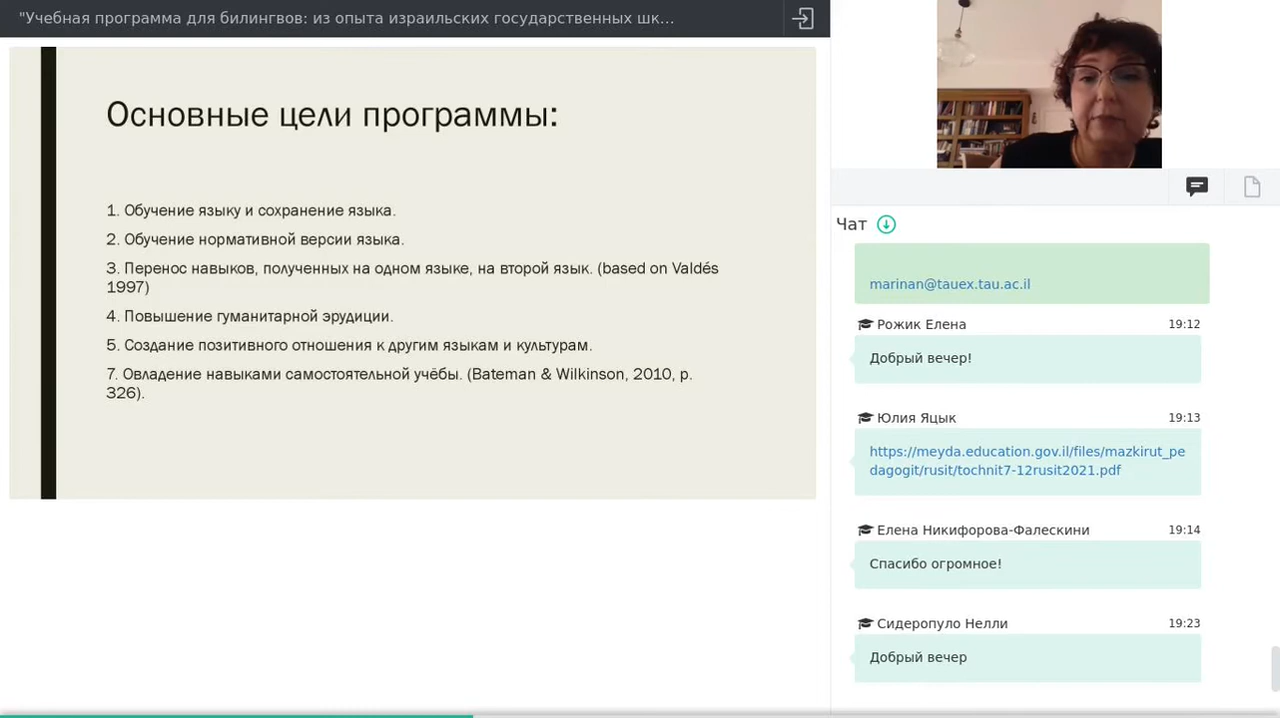 "Учебная программа для билингвов: из опыта израильских государственных шк...
Основные цели программы:
1. Обучение языку и сохранение языка.
2. Обучение нормативной версии языка.
3. Перенос навыков, полученных на одном языке, на второй язык. (based on Valdés
1997)
4. Повышение гуманитарной эрудиции.
5. Создание позитивного отношения к другим языкам и культурам.
7. Овладение навыками самостоятельной учёбы. (Bateman & Wilkinson, 2010, p.
326).
Чат
marinan@tauex.tau.ac.il
Рожик Елена 19:12
Добрый вечер!
Юлия Яцык 19:13
https://meyda.education.gov.il/files/mazkirut_pe
dagogit/rusit/tochnit7-12rusit2021.pdf
Елена Никифорова-Фалескини 19:14
Спасибо огромное!
Сидеропуло Нелли 19:23
Добрый вечер